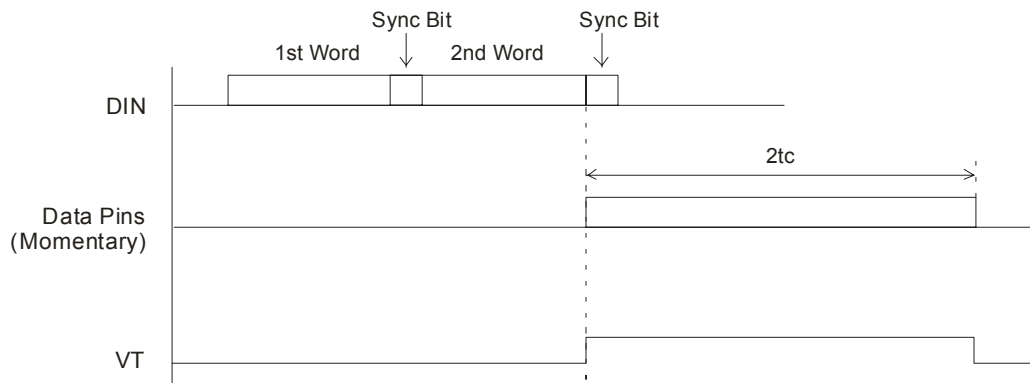 Sync Bit
Sync Bit
1st Word
2nd Word
DIN
2tc
Data Pins
(Momentary)
VT